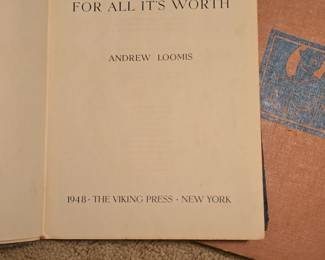 FOR ALL IT'S WORTH
ANDREW LOOMIS
1948 · THE VIKING PRESS · NEW YORK